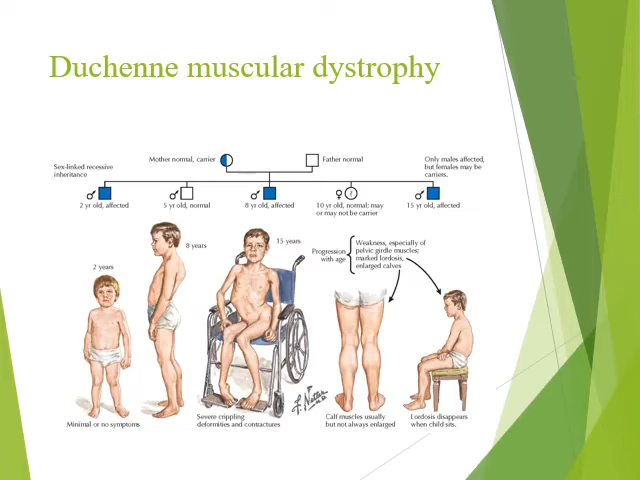 Duchenne muscular dystrophy
Sex-linked recessive
inheritance
Mother normal, carrier
Father normal
Only males affected,
but females may be
carriers.
2 yr old, affected
5 yr old, normal
8 yr old, affected
?
10 yr old, normal; may
or may not be carrier
15 yr old, affected
2 years
8 years
15 years
Progression
with age
Weakness, especially of
pelvic girdle muscles;
marked lordosis,
enlarged calves
Minimal or no symptoms
Severe crippling
deformities and contractures
F. Netter
M.D.
Calf muscles usually
but not always enlarged
Lordosis disappears
when child sits.